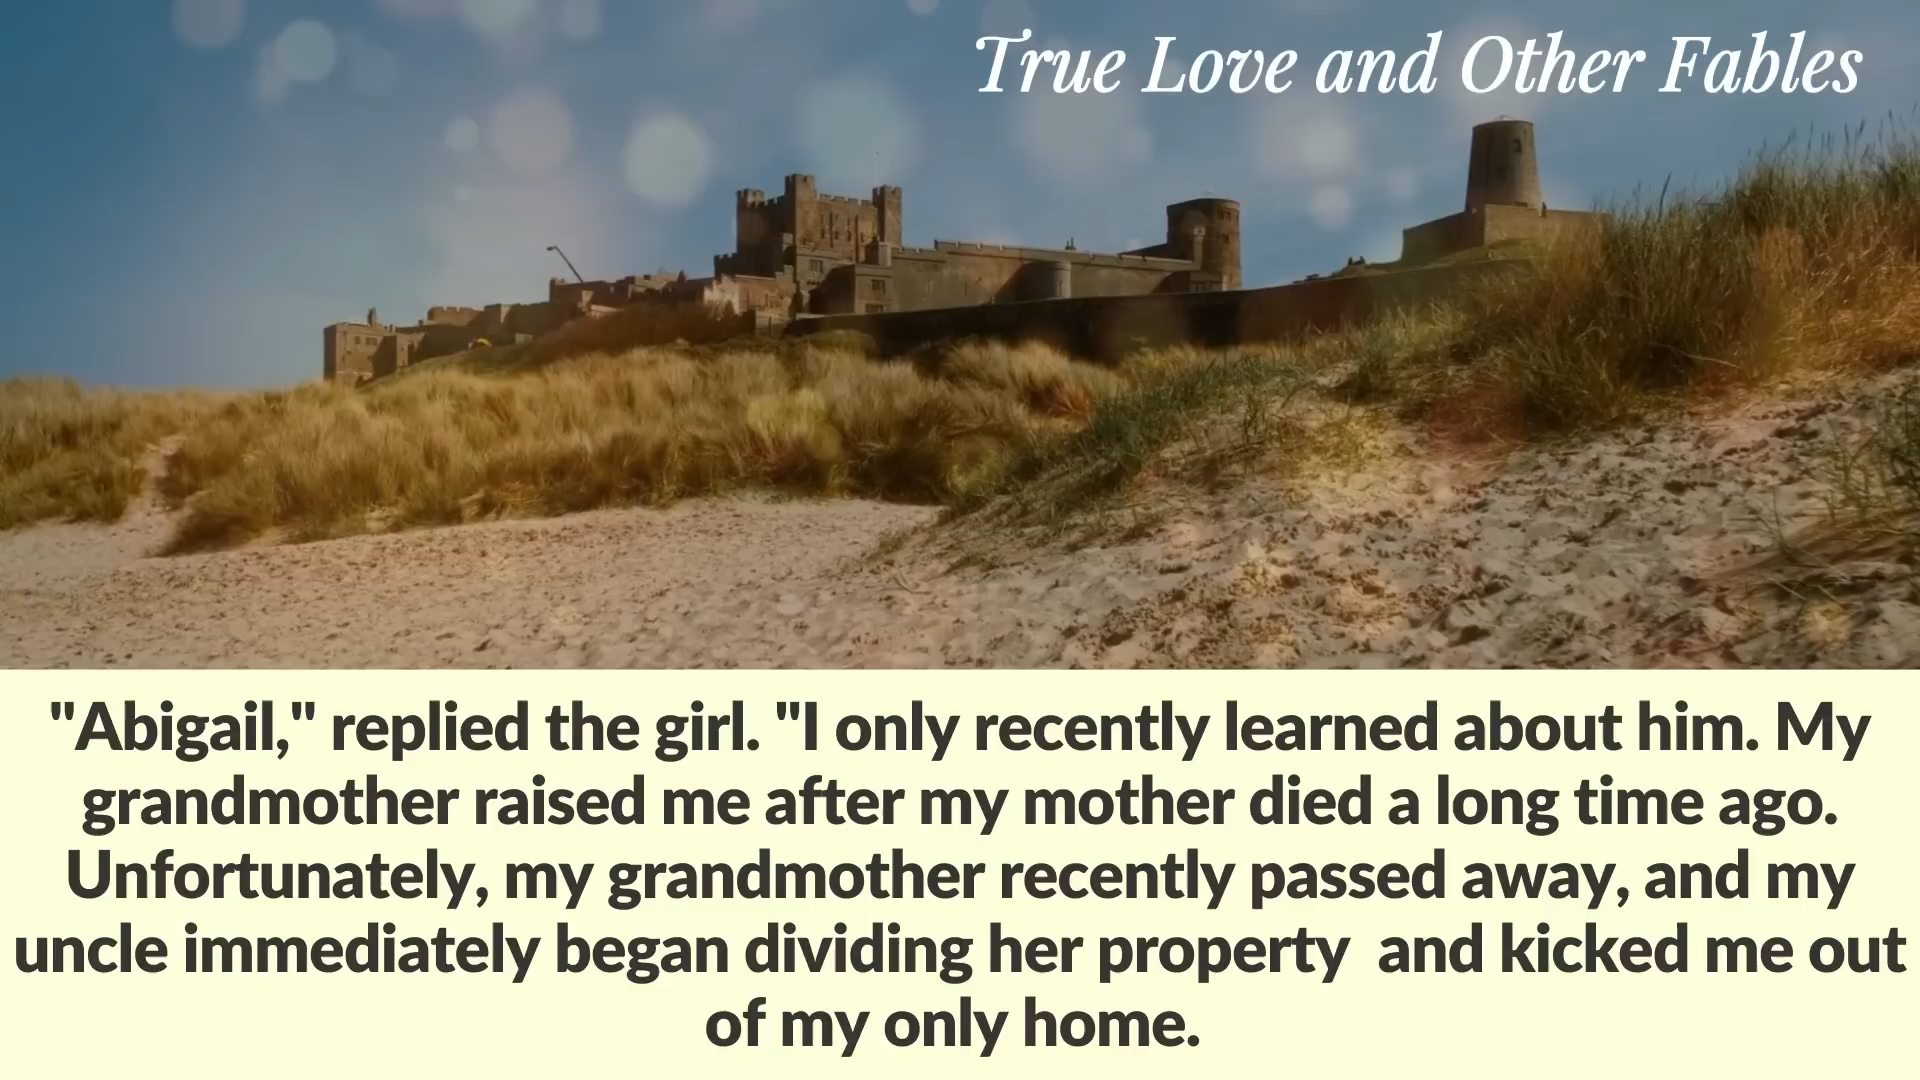 True Love and Other Fables
"Abigail," replied the girl. "I only recently learned about him. My
grandmother raised me after my mother died a long time ago.
Unfortunately, my grandmother recently passed away, and my
uncle immediately began dividing her property  and kicked me out
of my only home.